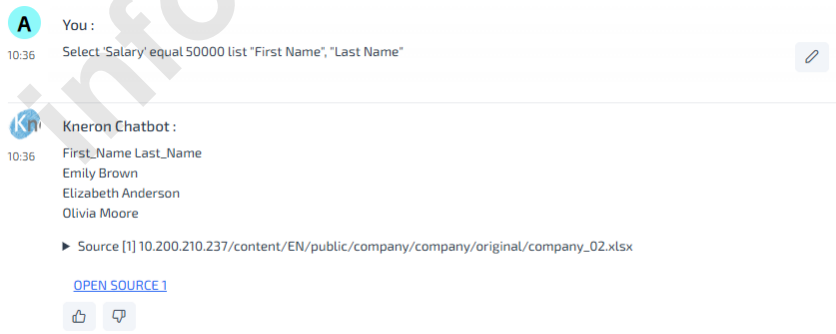 A
You :
10:36
Select 'Salary' equal 50000 list "First Name", "Last Name"
info
Kn
Kneron Chatbot :
10:36
First_Name Last_Name
Emily Brown
Elizabeth Anderson
Olivia Moore
▶ Source [1] 10.200.210.237/content/EN/public/company/company/original/company_02.xlsx
OPEN SOURCE 1